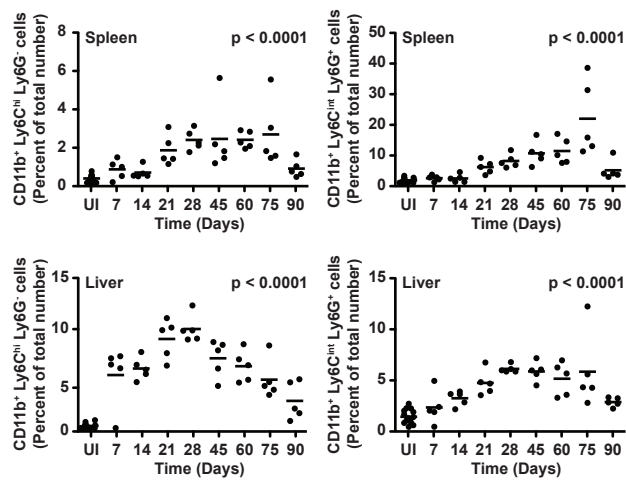 CD11b⁺ Ly6Cʰⁱ Ly6G⁻ cells
(Percent of total number)
8
6
4
2
0
Spleen
p < 0.0001
UI 7 14 21 28 45 60 75 90
Time (Days)
CD11b⁺ Ly6Cⁱⁿᵗ Ly6G⁺ cells
(Percent of total number)
50
40
30
20
10
0
Spleen
p < 0.0001
UI 7 14 21 28 45 60 75 90
Time (Days)
CD11b⁺ Ly6Cʰⁱ Ly6G⁻ cells
(Percent of total number)
15
10
5
0
Liver
p < 0.0001
UI 7 14 21 28 45 60 75 90
Time (Days)
CD11b⁺ Ly6Cⁱⁿᵗ Ly6G⁺ cells
(Percent of total number)
15
10
5
0
Liver
p < 0.0001
UI 7 14 21 28 45 60 75 90
Time (Days)